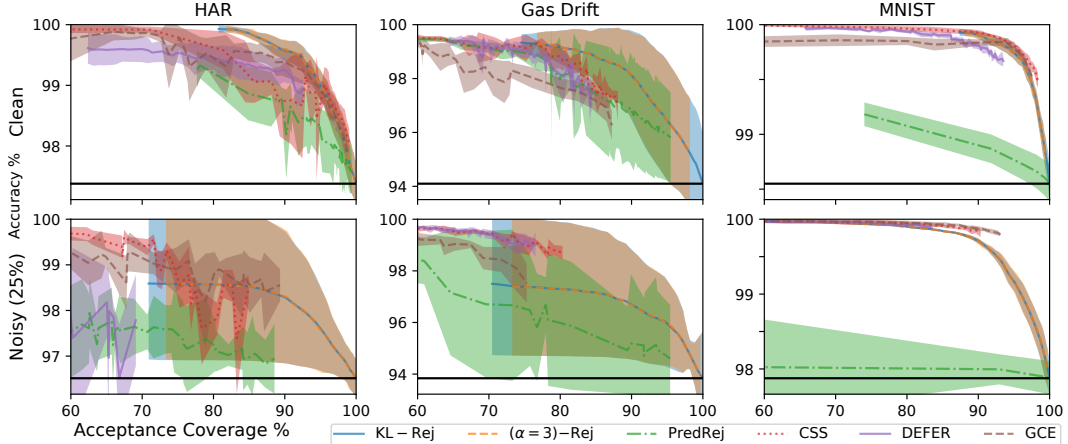 HAR
Gas Drift
MNIST
Accuracy % Clean
100
99
98
100
98
96
94
100
99
Noisy (25%)
100
99
98
97
100
98
96
94
100
99
98
60 70 80 90 100
60 70 80 90 100
60 70 80 90 100
Acceptance Coverage %
KL − Rej
(α = 3)−Rej
PredRej
CSS
DEFER
GCE